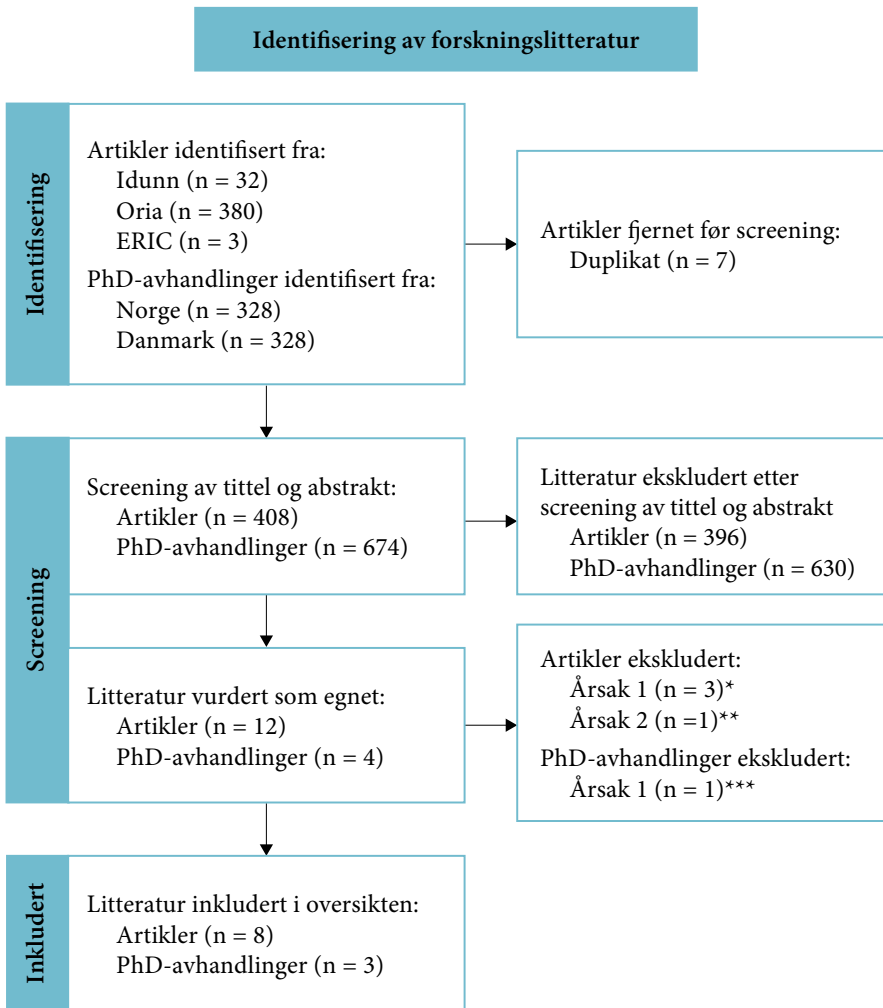 Identifisering av forskningslitteratur
Identifisering
Artikler identifisert fra:
Idunn (n = 32)
Oria (n = 380)
ERIC (n = 3)
PhD-avhandlinger identifisert fra:
Norge (n = 328)
Danmark (n = 328)
Artikler fjernet før screening:
Duplikat (n = 7)
Screening
Screening av tittel og abstrakt:
Artikler (n = 408)
PhD-avhandlinger (n = 674)
Litteratur ekskludert etter
screening av tittel og abstrakt
Artikler (n = 396)
PhD-avhandlinger (n = 630)
Litteratur vurdert som egnet:
Artikler (n = 12)
PhD-avhandlinger (n = 4)
Artikler ekskludert:
Årsak 1 (n = 3)*
Årsak 2 (n =1)**
PhD-avhandlinger ekskludert:
Årsak 1 (n = 1)***
Inkludert
Litteratur inkludert i oversikten:
Artikler (n = 8)
PhD-avhandlinger (n = 3)